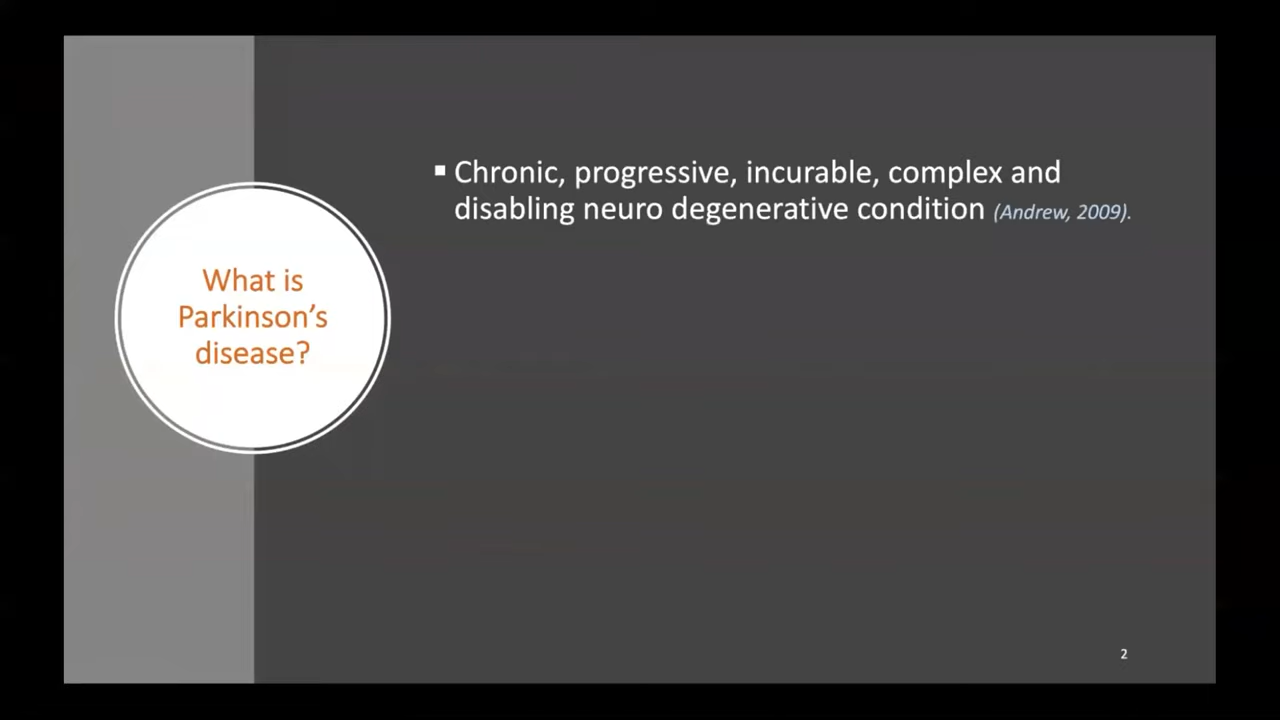 What is
Parkinson’s
disease?
▪ Chronic, progressive, incurable, complex and
disabling neuro degenerative condition (Andrew, 2009).
2